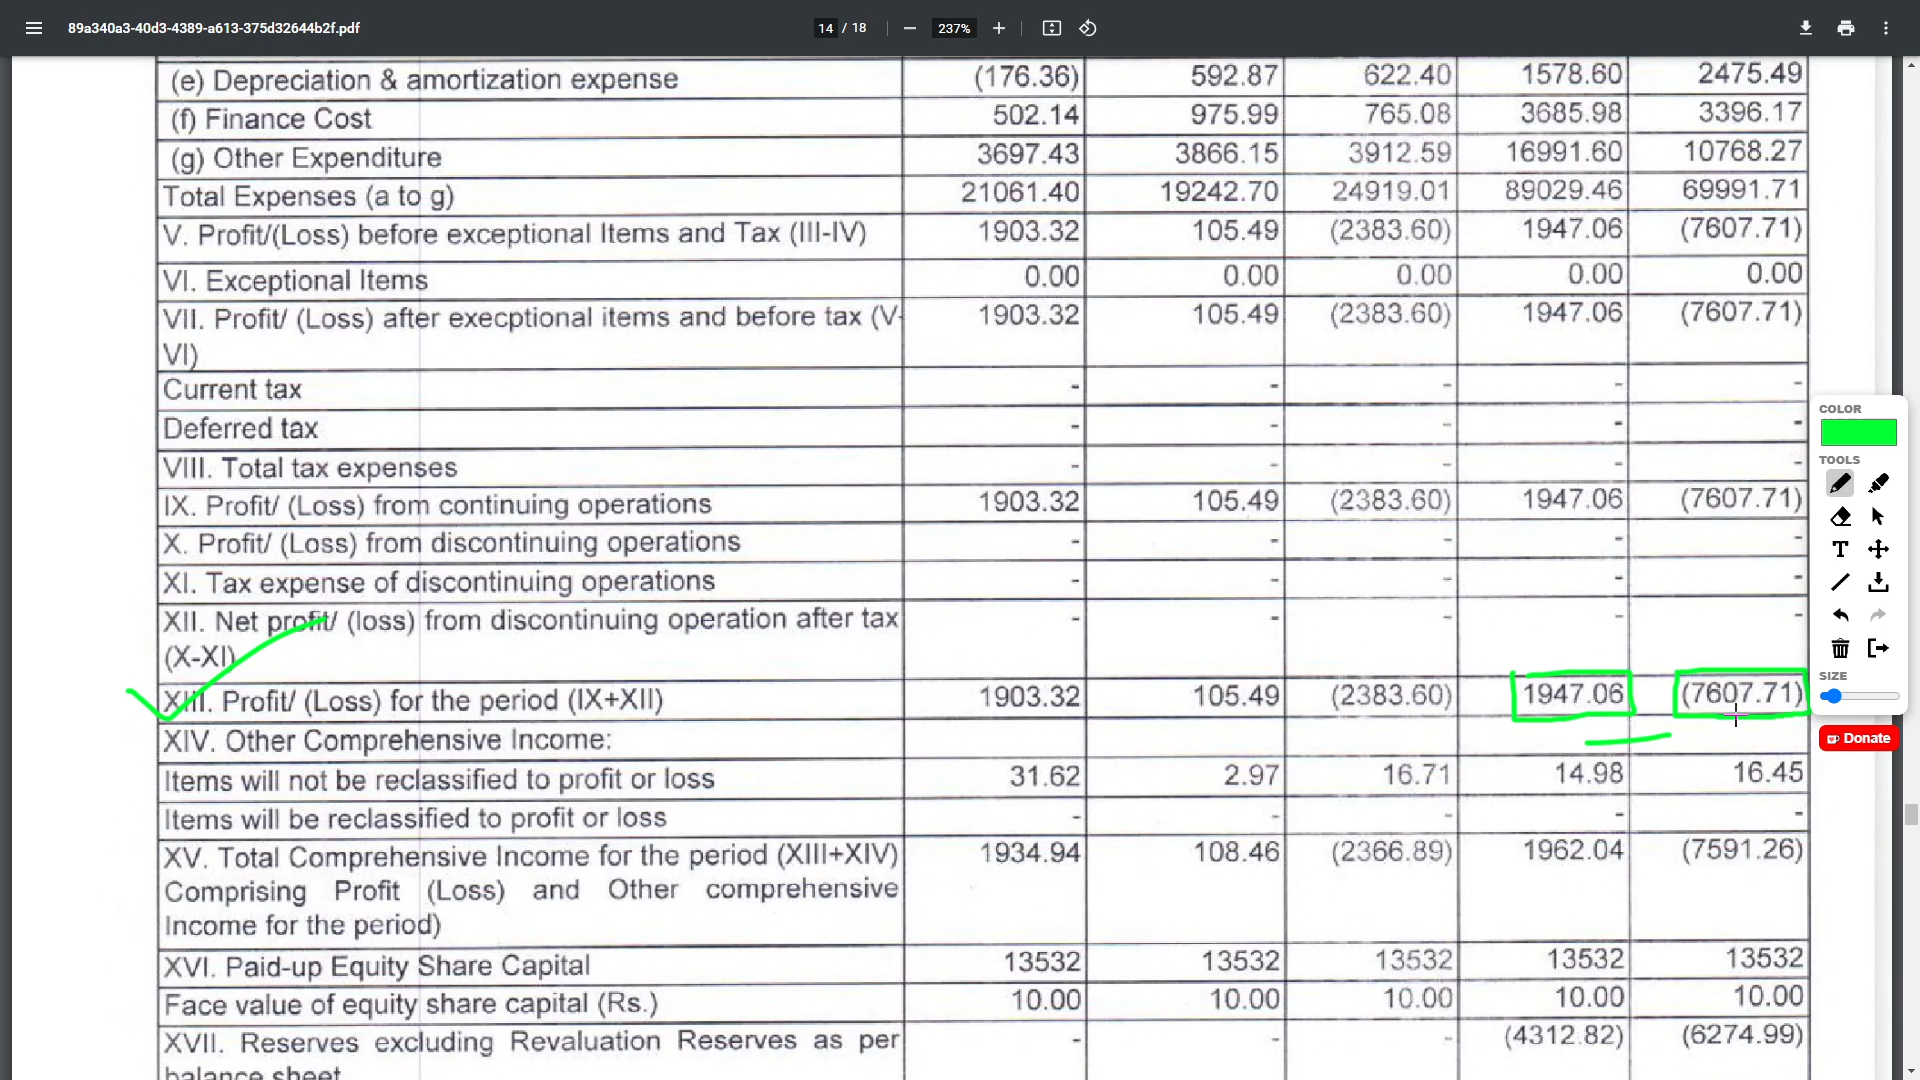 89a340a3-40d3-4389-a613-375d32644b2f.pdf 14 / 18 237%
(e) Depreciation & amortization expense (176.36) 592.87 622.40 1578.60 2475.49
(f) Finance Cost 502.14 975.99 765.08 3685.98 3396.17
(g) Other Expenditure 3697.43 3866.15 3912.59 16991.60 10768.27
Total Expenses (a to g) 21061.40 19242.70 24919.01 89029.46 69991.71
V. Profit/(Loss) before exceptional Items and Tax (III-IV) 1903.32 105.49 (2383.60) 1947.06 (7607.71)
VI. Exceptional Items 0.00 0.00 0.00 0.00 0.00
VII. Profit/ (Loss) after execptional items and before tax (V- 1903.32 105.49 (2383.60) 1947.06 (7607.71)
VI)
Current tax - - - - -
Deferred tax - - - - -
VIII. Total tax expenses - - - - -
IX. Profit/ (Loss) from continuing operations 1903.32 105.49 (2383.60) 1947.06 (7607.71)
X. Profit/ (Loss) from discontinuing operations - - - - -
XI. Tax expense of discontinuing operations - - - - -
XII. Net profit/ (loss) from discontinuing operation after tax - - - - -
(X-XI)
XIII. Profit/ (Loss) for the period (IX+XII) 1903.32 105.49 (2383.60) 1947.06 (7607.71)
XIV. Other Comprehensive Income:
Items will not be reclassified to profit or loss 31.62 2.97 16.71 14.98 16.45
Items will be reclassified to profit or loss - - - - -
XV. Total Comprehensive Income for the period (XIII+XIV) 1934.94 108.46 (2366.89) 1962.04 (7591.26)
Comprising Profit (Loss) and Other comprehensive
Income for the period)
XVI. Paid-up Equity Share Capital 13532 13532 13532 13532 13532
Face value of equity share capital (Rs.) 10.00 10.00 10.00 10.00 10.00
XVII. Reserves excluding Revaluation Reserves as per - - - (4312.82) (6274.99)
balance sheet
COLOR
TOOLS
T
SIZE
Donate